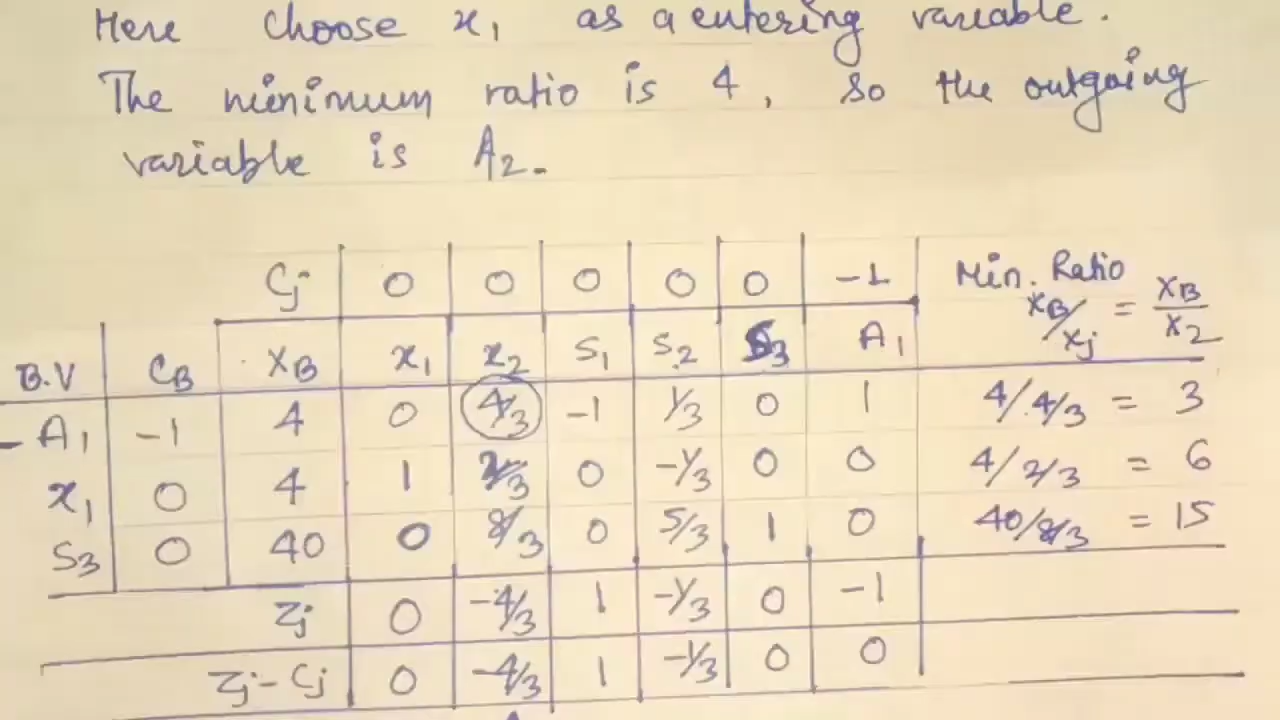 Here choose x₁ as a entering variable.
The minimum ratio is 4, so the outgoing
variable is A₂.
Cj 0 0 0 0 0 -1 Min. Ratio
B.V CB XB x₁ x₂ S₁ S₂ S₃ A₁ XB/Xj = XB/X₂
A₁ -1 4 0 4/3 -1 1/3 0 1 4/4/3 = 3
x₁ 0 4 1 2/3 0 -1/3 0 0 4/2/3 = 6
S₃ 0 40 0 8/3 0 5/3 1 0 40/8/3 = 15
Zj 0 -4/3 1 -1/3 0 -1
Zj-Cj 0 -4/3 1 -1/3 0 0